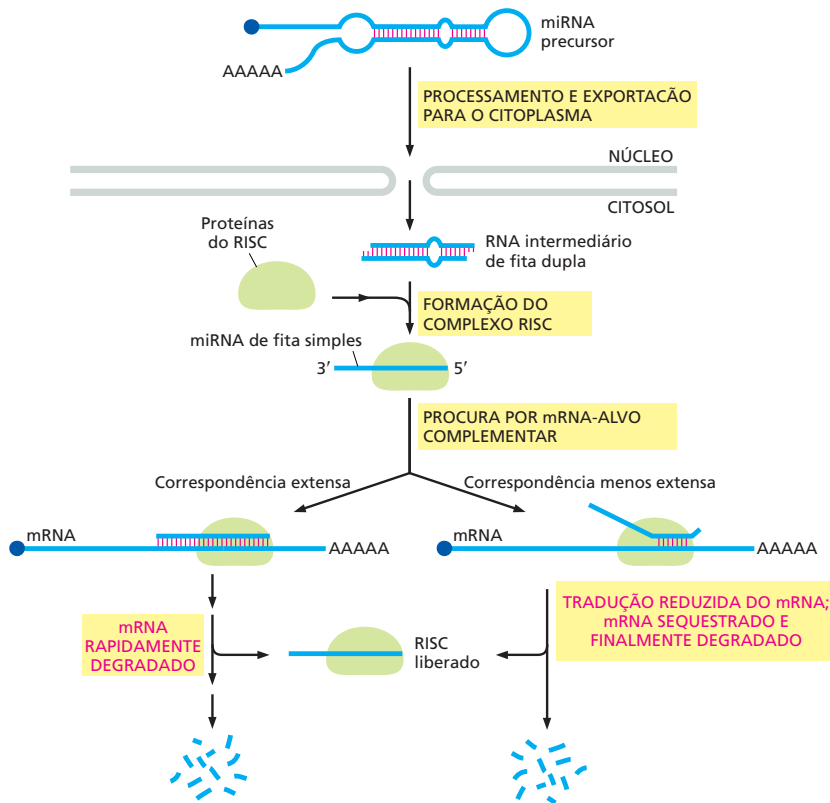 miRNA
precursor
AAAAA
PROCESSAMENTO E EXPORTACÃO
PARA O CITOPLASMA
NÚCLEO
CITOSOL
Proteínas
do RISC
RNA intermediário
de fita dupla
FORMAÇÃO DO
COMPLEXO RISC
miRNA de fita simples
3′ 5′
PROCURA POR mRNA-ALVO
COMPLEMENTAR
Correspondência extensa
Correspondência menos extensa
mRNA
AAAAA
mRNA
AAAAA
mRNA
RAPIDAMENTE
DEGRADADO
RISC
liberado
TRADUÇÃO REDUZIDA DO mRNA;
mRNA SEQUESTRADO E
FINALMENTE DEGRADADO